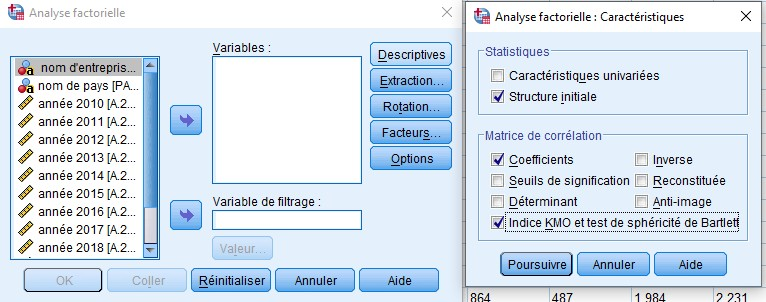 Analyse factorielle
Variables :
nom d'entrepris...
nom de pays [PA...
année 2010 [A.2...
année 2011 [A.2...
année 2012 [A.2...
année 2013 [A.2...
année 2014 [A.2...
année 2015 [A.2...
année 2016 [A.2...
année 2017 [A.2...
année 2018 [A.2...
Descriptives
Extraction...
Rotation...
Facteurs...
Options
Variable de filtrage :
Valeur...
OK
Coller
Réinitialiser
Annuler
Aide
Analyse factorielle : Caractéristiques
Statistiques
Caractéristiques univariées
Structure initiale
Matrice de corrélation
Coefficients
Inverse
Seuils de signification
Reconstituée
Déterminant
Anti-image
Indice KMO et test de sphéricité de Bartlett
Poursuivre
Annuler
Aide
864 487 1.984 2.231